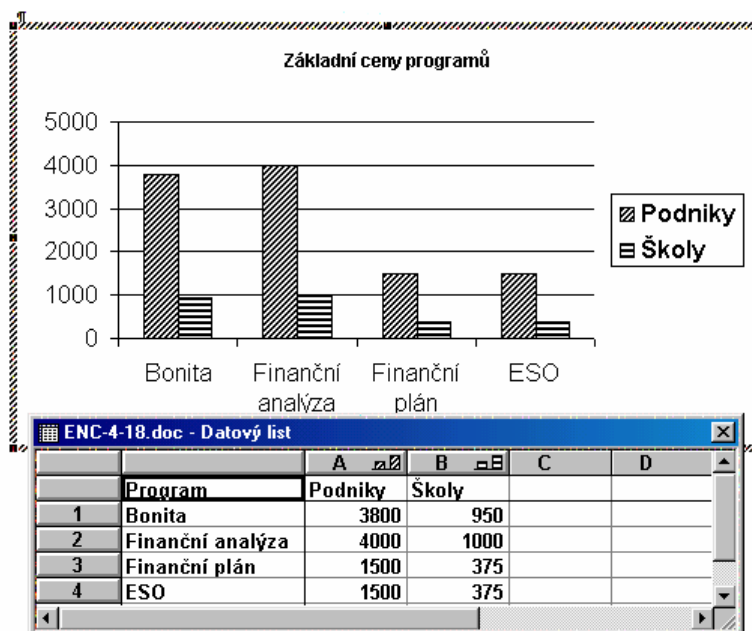 ¶
Základní ceny programů
5000
4000
3000
2000
1000
0
Bonita Finanční analýza Finanční plán ESO
Podniky
Školy
ENC-4-18.doc - Datový list
A B C D
Program Podniky Školy
1 Bonita 3800 950
2 Finanční analýza 4000 1000
3 Finanční plán 1500 375
4 ESO 1500 375